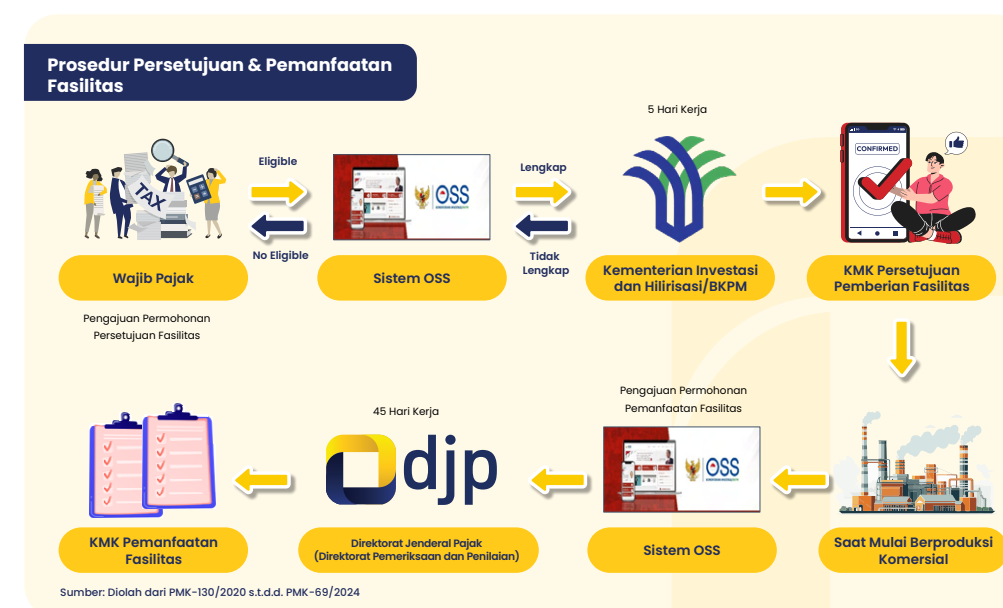 Prosedur Persetujuan & Pemanfaatan
Fasilitas
5 Hari Kerja
Eligible
No Eligible
Lengkap
Tidak
Lengkap
TAX
OSS
CONFIRMED
Wajib Pajak
Sistem OSS
Kementerian Investasi
dan Hilirisasi/BKPM
KMK Persetujuan
Pemberian Fasilitas
Pengajuan Permohonan
Persetujuan Fasilitas
Pengajuan Permohonan
Pemanfaatan Fasilitas
45 Hari Kerja
djp
OSS
KMK Pemanfaatan
Fasilitas
Direktorat Jenderal Pajak
(Direktorat Pemeriksaan dan Penilaian)
Sistem OSS
Saat Mulai Berproduksi
Komersial
Sumber: Diolah dari PMK-130/2020 s.t.d.d. PMK-69/2024